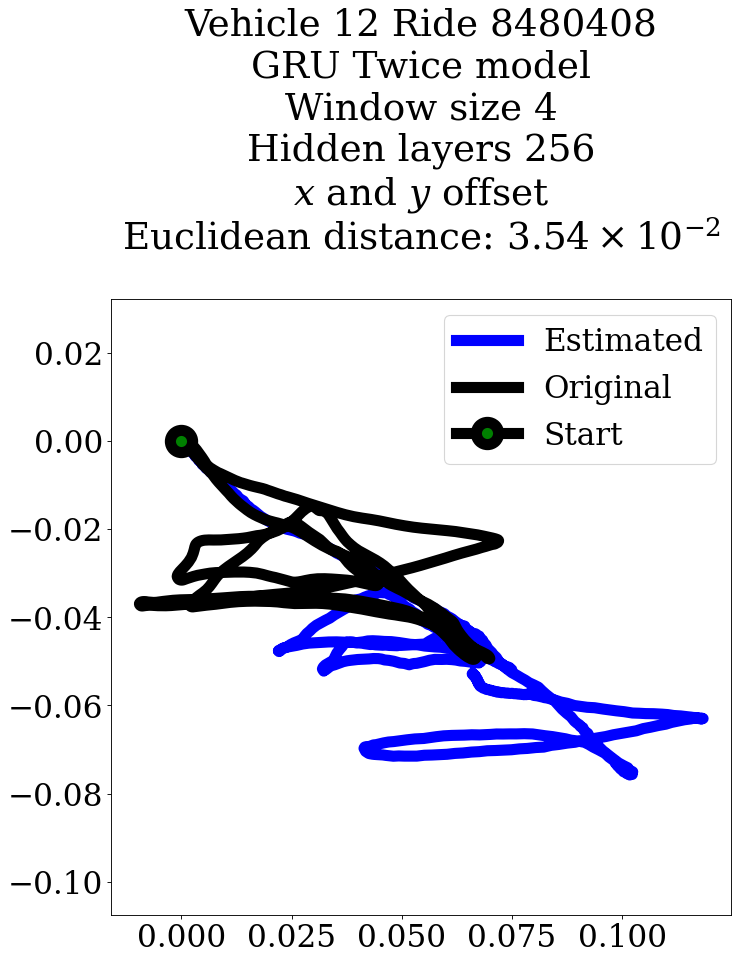 Vehicle 12 Ride 8480408
GRU Twice model
Window size 4
Hidden layers 256
x and y offset
Euclidean distance: 3.54 × 10⁻²
Estimated
Original
Start
0.02
0.00
−0.02
−0.04
−0.06
−0.08
−0.10
0.000 0.025 0.050 0.075 0.100